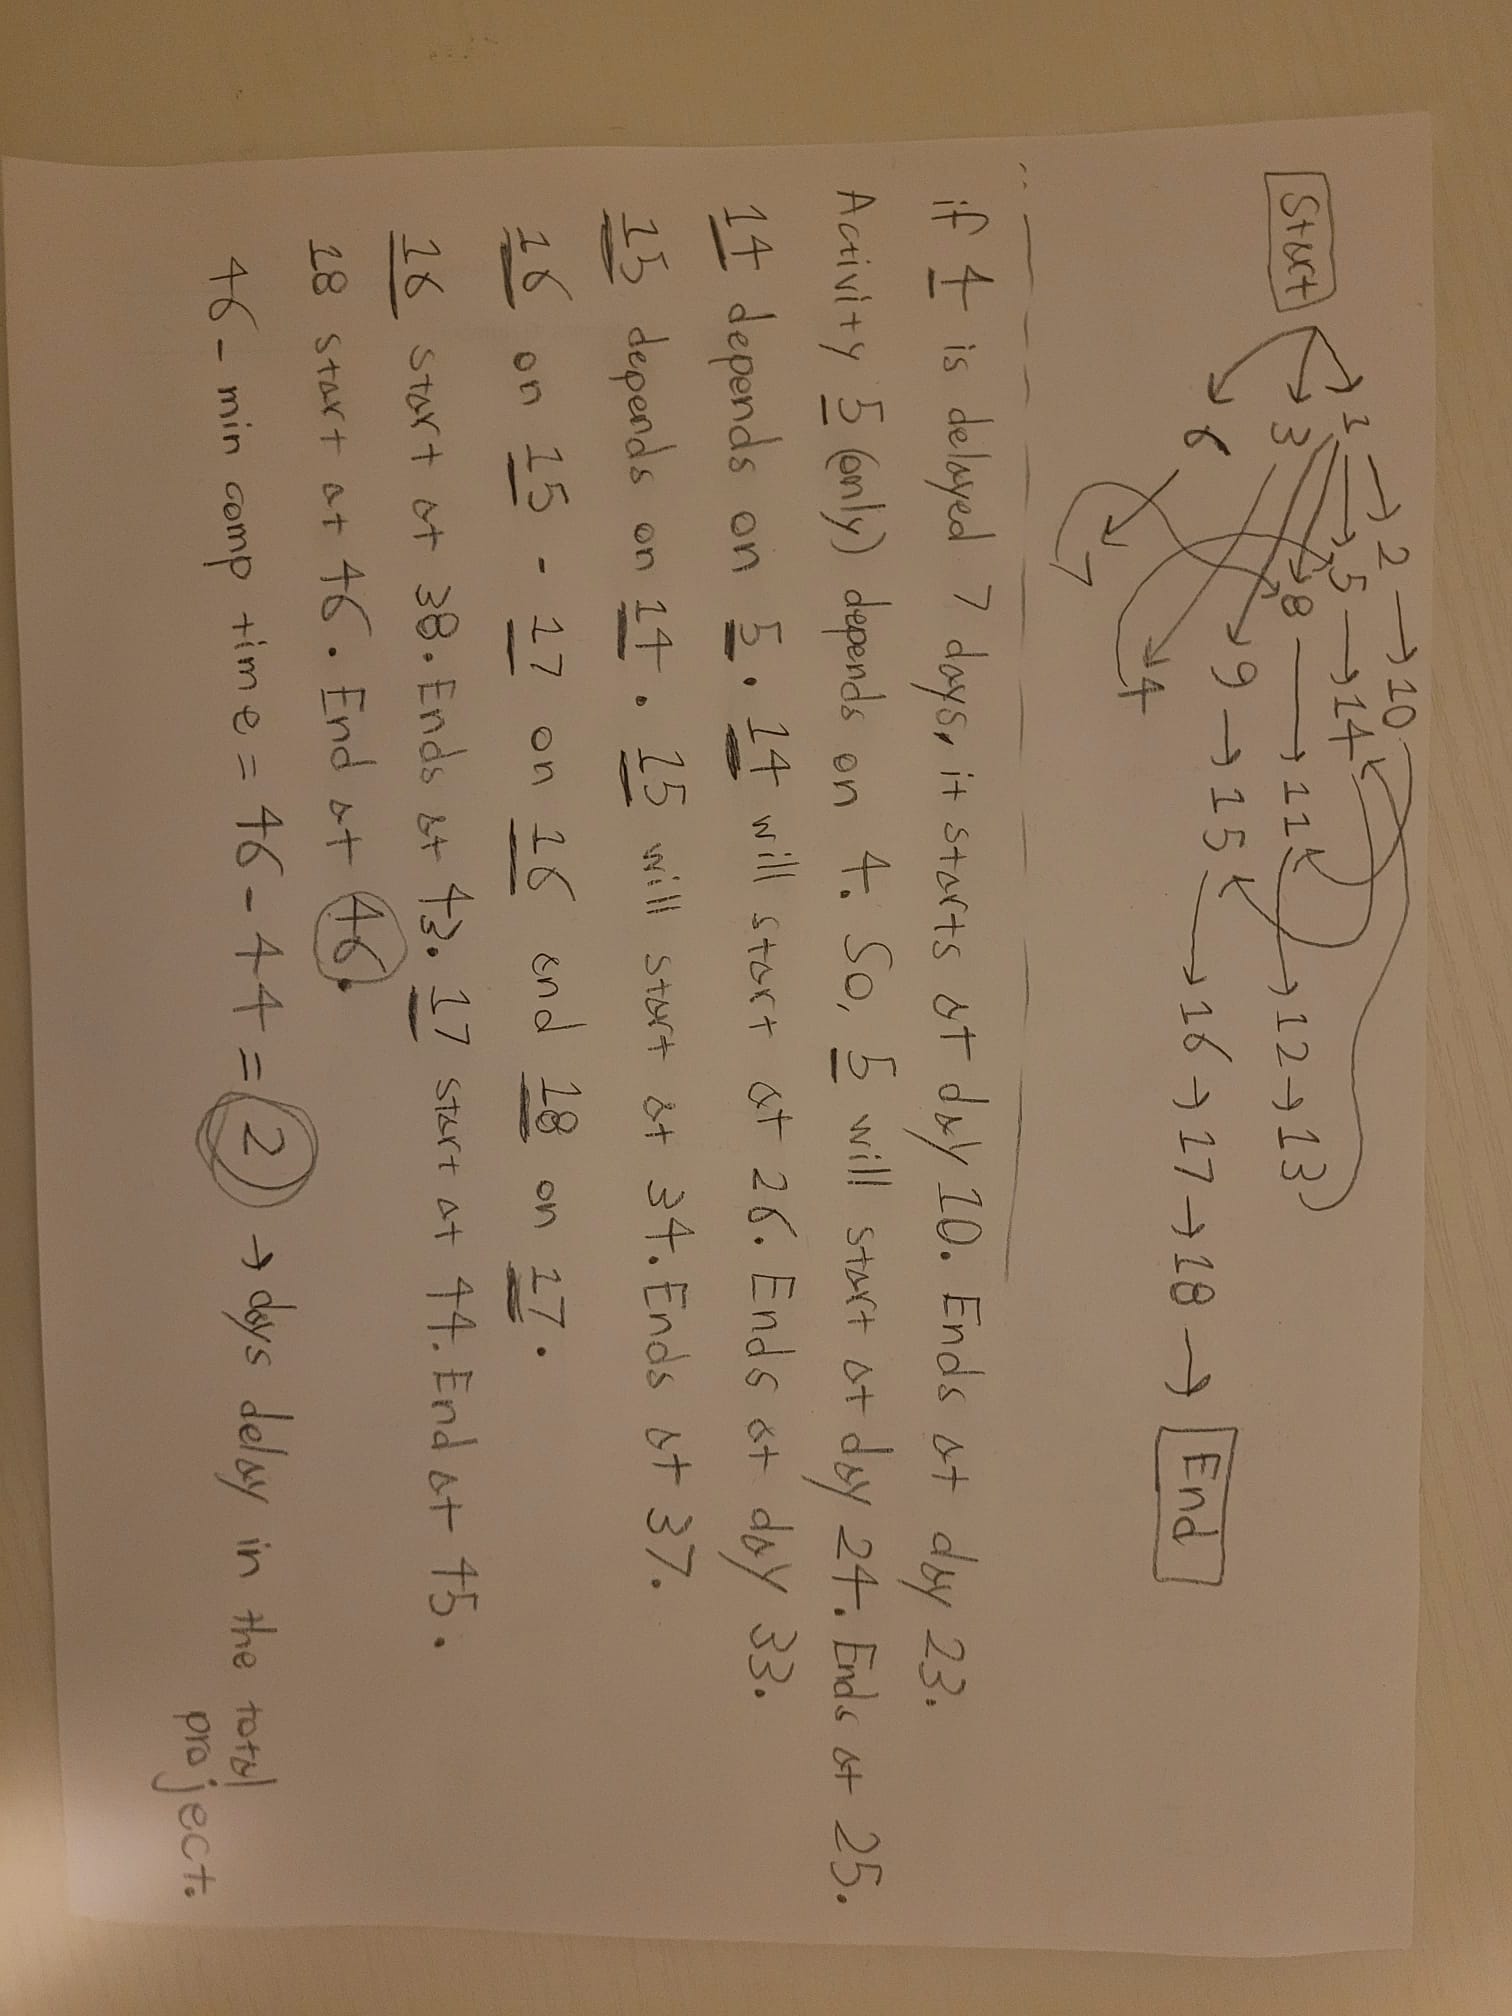 Start
1 → 2 → 10
3 5 → 14
6 8 → 11 12 → 13
9 → 15 → 16 → 17 → 18 → End
7 4
if 4 is delayed 7 days, it starts at day 10. Ends at day 23.
Activity 5 (only) depends on 4. So, 5 will start at day 24. Ends at 25.
14 depends on 5. 14 will start at 26. Ends at day 33.
15 depends on 14. 15 will start at 34. Ends at 37.
16 on 15 - 17 on 16 and 18 on 17.
16 start at 38. Ends at 43. 17 start at 44. End at 45.
18 start at 46. End at 46.
46 - min comp time = 46 - 44 = 2 → days delay in the total
project.